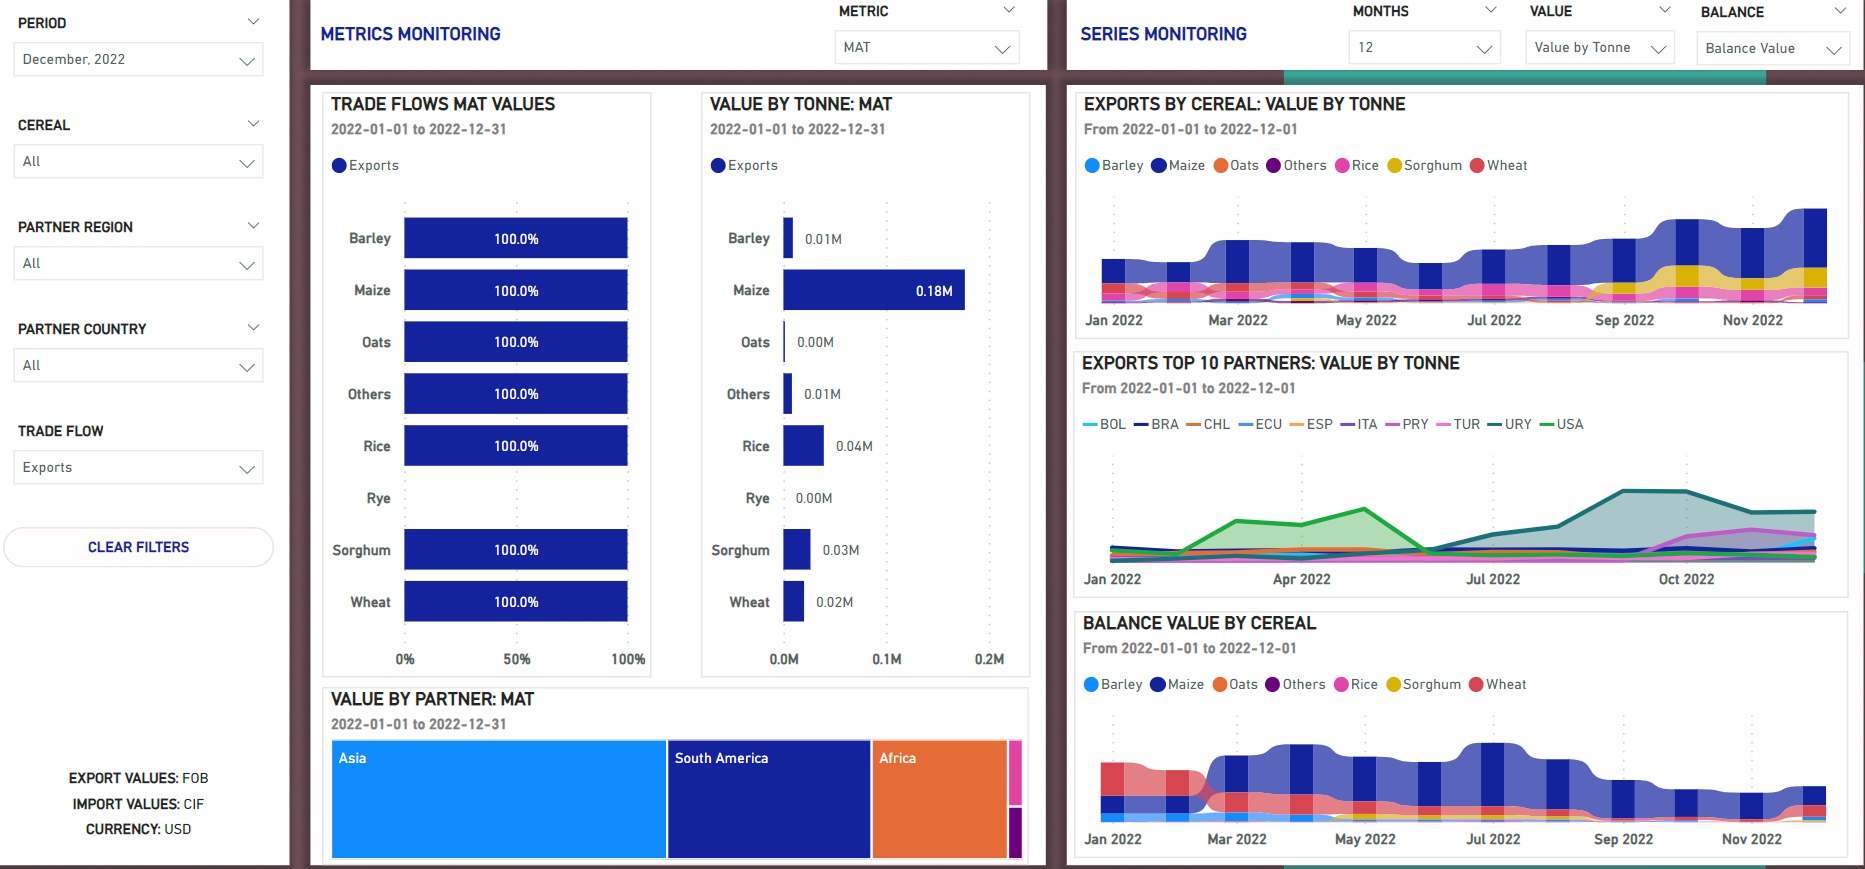 PERIOD
December, 2022
CEREAL
All
PARTNER REGION
All
PARTNER COUNTRY
All
TRADE FLOW
Exports
CLEAR FILTERS
EXPORT VALUES: FOB
IMPORT VALUES: CIF
CURRENCY: USD
METRICS MONITORING
METRIC
MAT
TRADE FLOWS MAT VALUES
2022-01-01 to 2022-12-31
Exports
Barley 100.0%
Maize 100.0%
Oats 100.0%
Others 100.0%
Rice 100.0%
Rye
Sorghum 100.0%
Wheat 100.0%
0% 50% 100%
VALUE BY TONNE: MAT
2022-01-01 to 2022-12-31
Exports
Barley 0.01M
Maize 0.18M
Oats 0.00M
Others 0.01M
Rice 0.04M
Rye 0.00M
Sorghum 0.03M
Wheat 0.02M
0.0M 0.1M 0.2M
VALUE BY PARTNER: MAT
2022-01-01 to 2022-12-31
Asia South America Africa
SERIES MONITORING
MONTHS
12
VALUE
Value by Tonne
BALANCE
Balance Value
EXPORTS BY CEREAL: VALUE BY TONNE
From 2022-01-01 to 2022-12-01
Barley Maize Oats Others Rice Sorghum Wheat
Jan 2022 Mar 2022 May 2022 Jul 2022 Sep 2022 Nov 2022
EXPORTS TOP 10 PARTNERS: VALUE BY TONNE
From 2022-01-01 to 2022-12-01
BOL BRA CHL ECU ESP ITA PRY TUR URY USA
Jan 2022 Apr 2022 Jul 2022 Oct 2022
BALANCE VALUE BY CEREAL
From 2022-01-01 to 2022-12-01
Barley Maize Oats Others Rice Sorghum Wheat
Jan 2022 Mar 2022 May 2022 Jul 2022 Sep 2022 Nov 2022